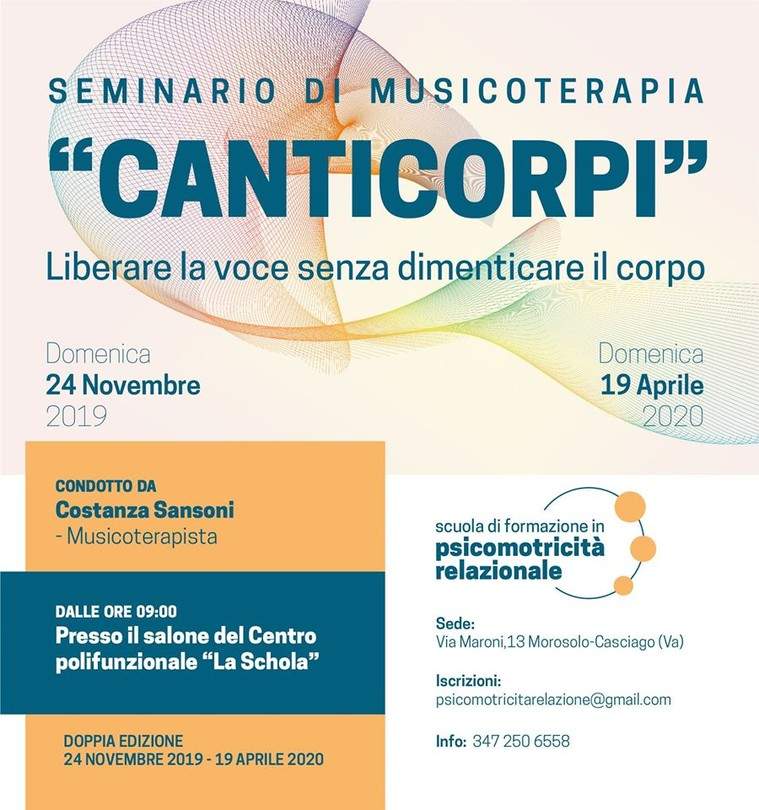 SEMINARIO DI MUSICOTERAPIA
“CANTICORPI”
Liberare la voce senza dimenticare il corpo
Domenica
24 Novembre
2019
Domenica
19 Aprile
2020
CONDOTTO DA
Costanza Sansoni
- Musicoterapista
DALLE ORE 09:00
Presso il salone del Centro
polifunzionale “La Schola”
DOPPIA EDIZIONE
24 NOVEMBRE 2019 - 19 APRILE 2020
scuola di formazione in
psicomotricità
relazionale
Sede:
Via Maroni,13 Morosolo-Casciago (Va)
Iscrizioni:
psicomotricitarelazione@gmail.com
Info: 347 250 6558